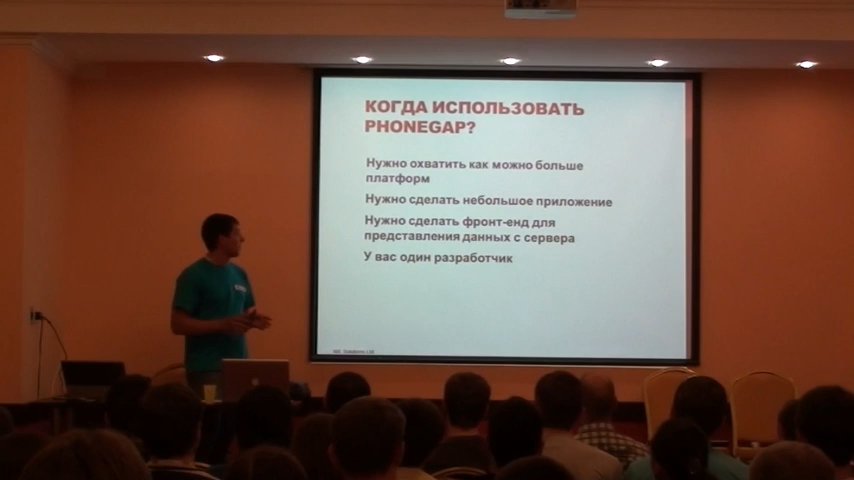 КОГДА ИСПОЛЬЗОВАТЬ
PHONEGAP?
Нужно охватить как можно больше
платформ
Нужно сделать небольшое приложение
Нужно сделать фронт-енд для
представления данных с сервера
У вас один разработчик